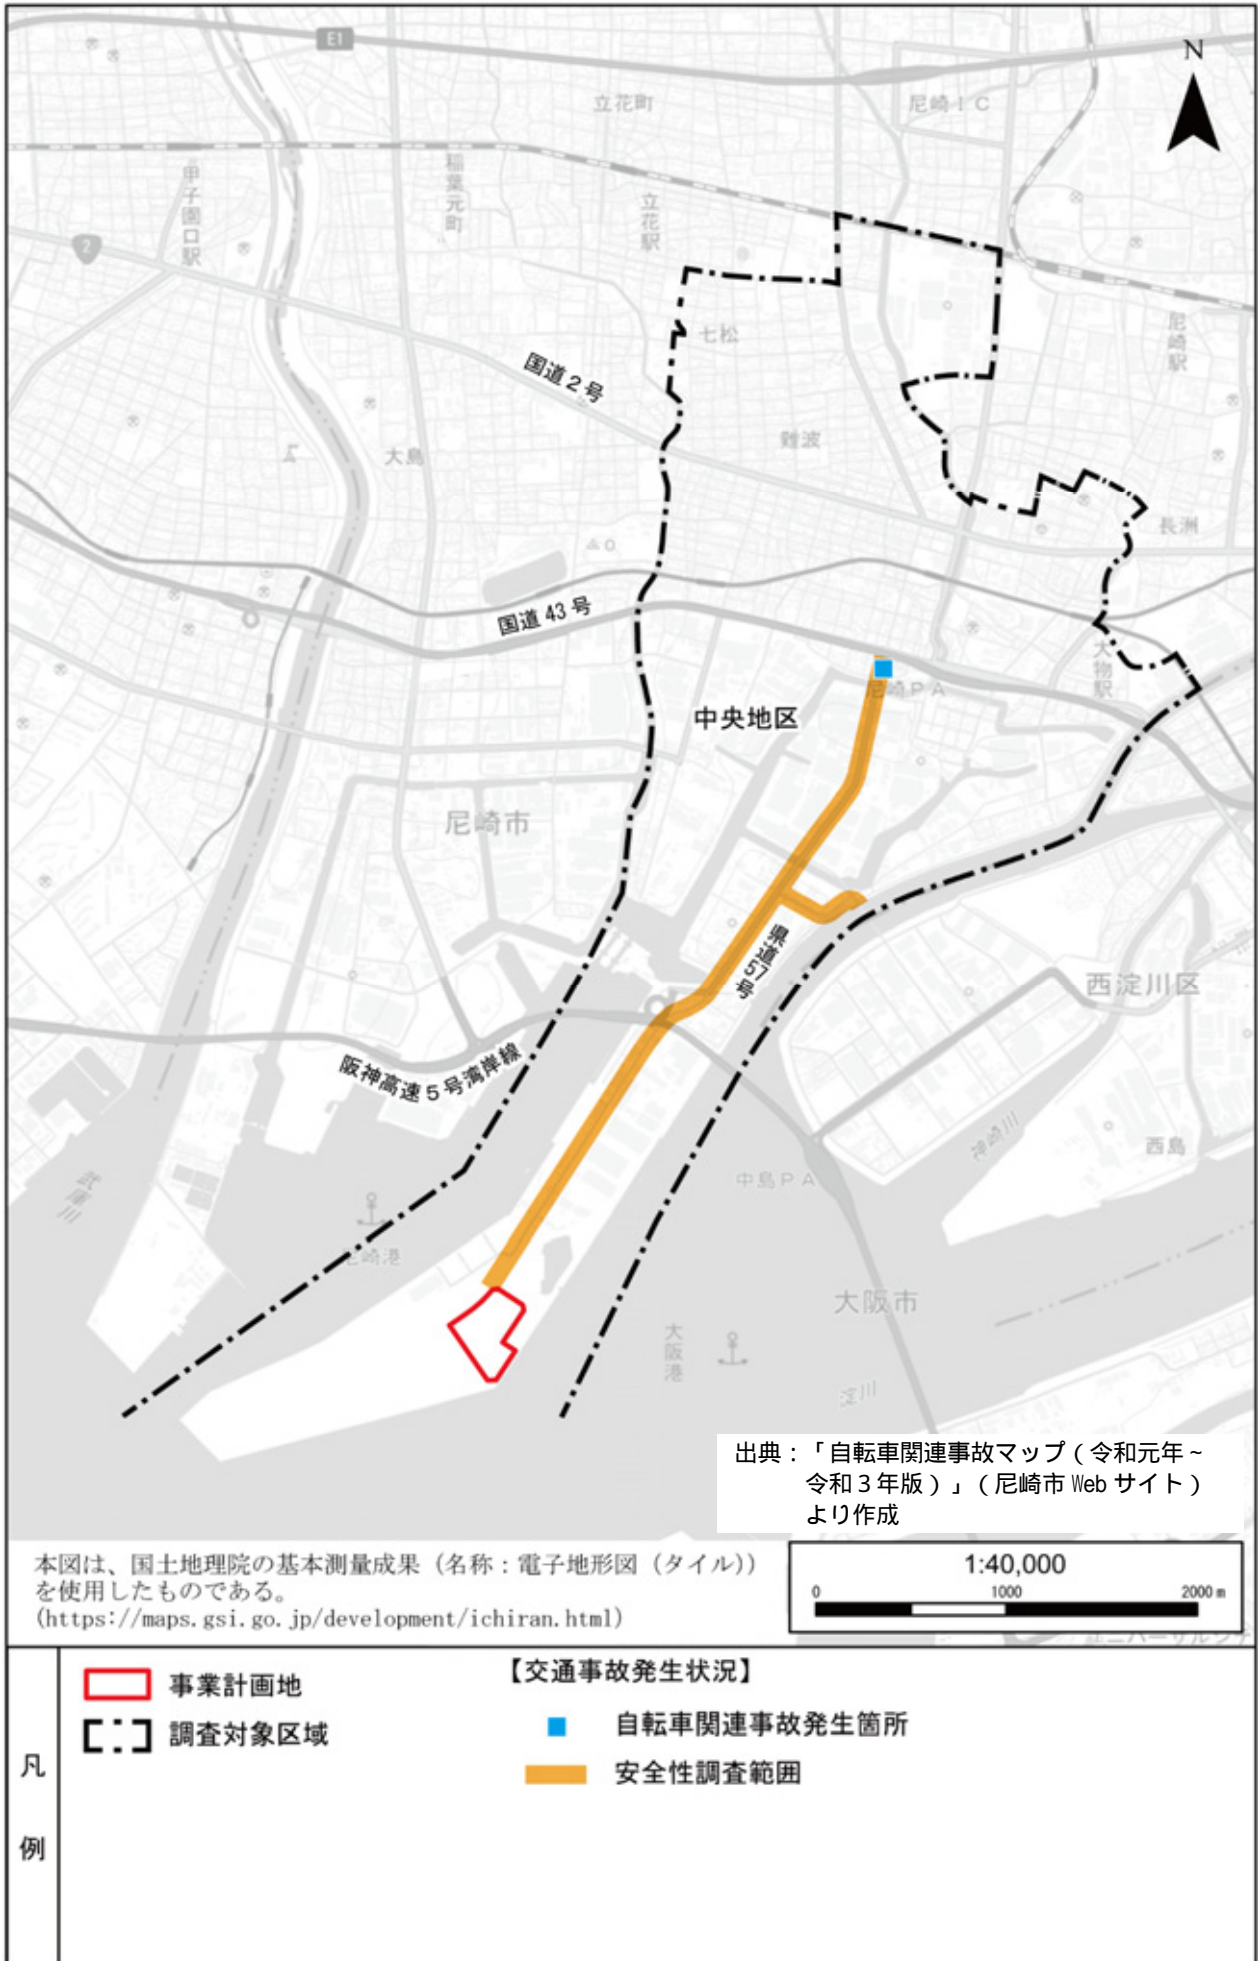 E1
N
立花町
尼崎IC
甲子園口駅
稲葉元町
立花駅
2
七松
尼崎駅
国道2号
難波
大島
長洲
国道43号
大物駅
尼崎PA
中央地区
尼崎市
県道57号
西淀川区
阪神高速5号湾岸線
神崎川
西島
武庫川
中島PA
尼崎港
大阪市
大阪港
淀川
出典：「自転車関連事故マップ（令和元年～
令和3年版）」（尼崎市Webサイト）
より作成
本図は、国土地理院の基本測量成果（名称：電子地形図（タイル））
を使用したものである。
(https://maps.gsi.go.jp/development/ichiran.html)
1:40,000
0 1000 2000 m
凡例
事業計画地
調査対象区域
【交通事故発生状況】
自転車関連事故発生箇所
安全性調査範囲